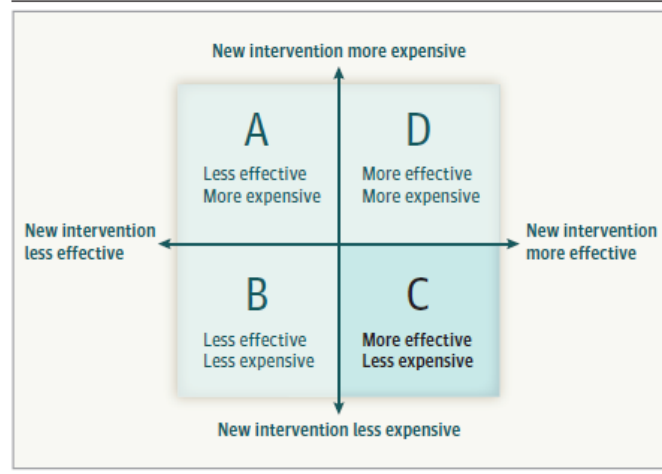 New intervention more expensive
A
Less effective
More expensive
D
More effective
More expensive
New intervention
less effective
New intervention
more effective
B
Less effective
Less expensive
C
More effective
Less expensive
New intervention less expensive